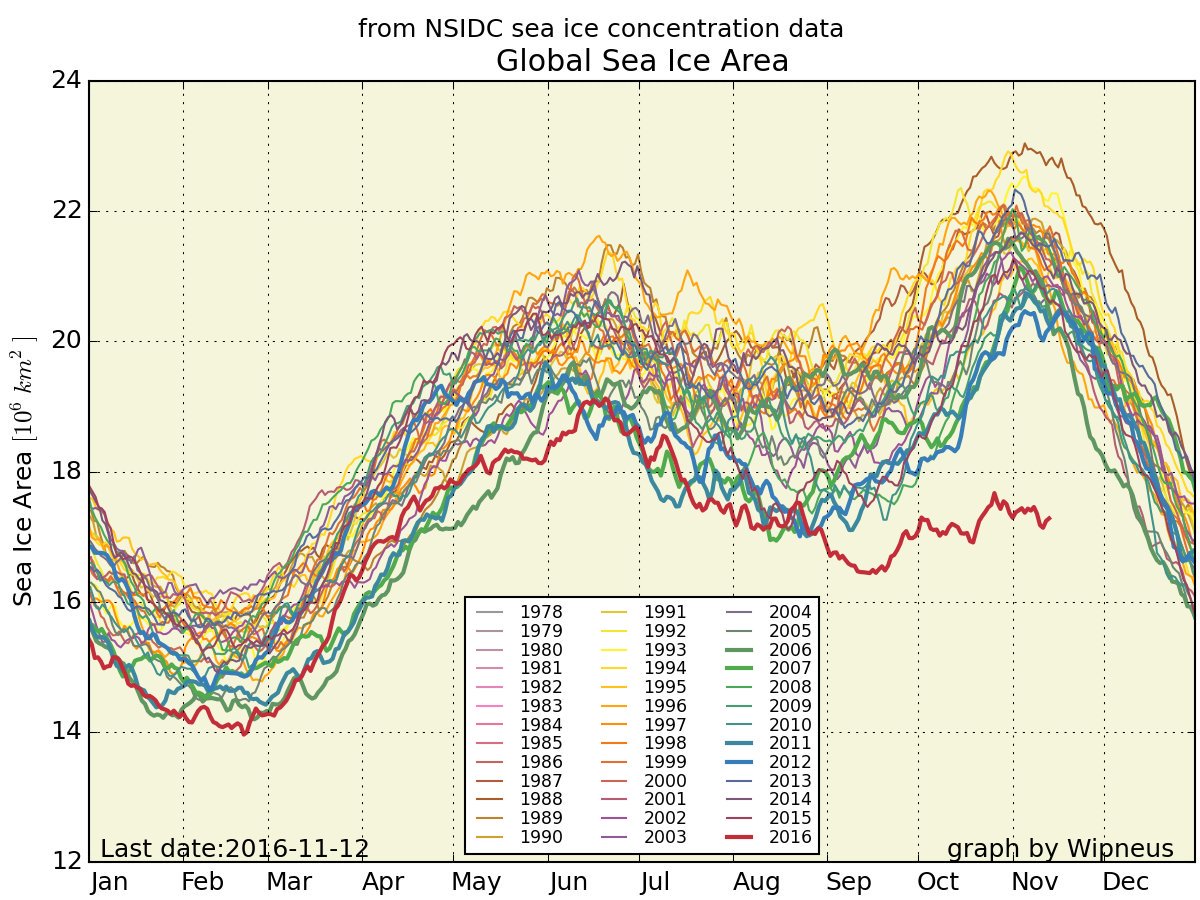 from NSIDC sea ice concentration data
Global Sea Ice Area
24
22
20
18
16
14
12
Sea Ice Area [10⁶ km² ]
1978 1991 2004
1979 1992 2005
1980 1993 2006
1981 1994 2007
1982 1995 2008
1983 1996 2009
1984 1997 2010
1985 1998 2011
1986 1999 2012
1987 2000 2013
1988 2001 2014
1989 2002 2015
1990 2003 2016
Last date:2016-11-12
graph by Wipneus
Jan Feb Mar Apr May Jun Jul Aug Sep Oct Nov Dec